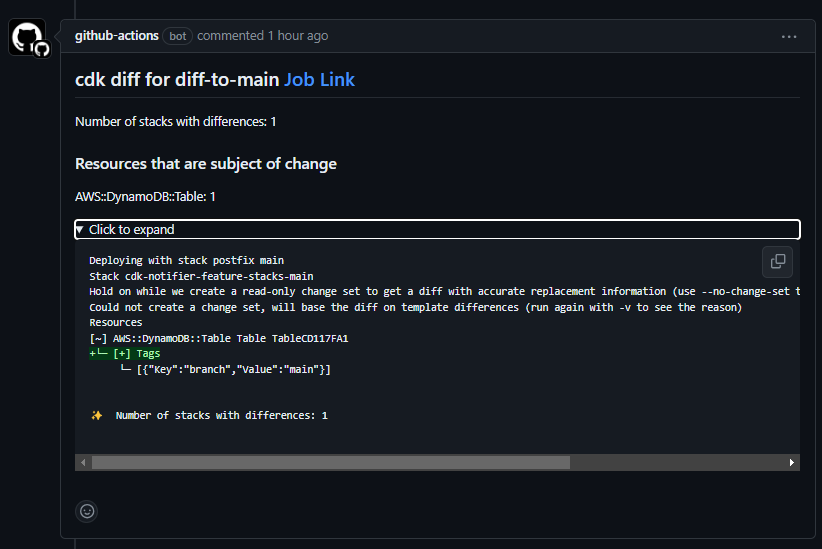 github-actions bot commented 1 hour ago
cdk diff for diff-to-main Job Link
Number of stacks with differences: 1
Resources that are subject of change
AWS::DynamoDB::Table: 1
▼ Click to expand
Deploying with stack postfix main
Stack cdk-notifier-feature-stacks-main
Hold on while we create a read-only change set to get a diff with accurate replacement information (use --no-change-set t
Could not create a change set, will base the diff on template differences (run again with -v to see the reason)
Resources
[~] AWS::DynamoDB::Table Table TableCD117FA1
+└─ [+] Tags
└─ [{"Key":"branch","Value":"main"}]
✨ Number of stacks with differences: 1